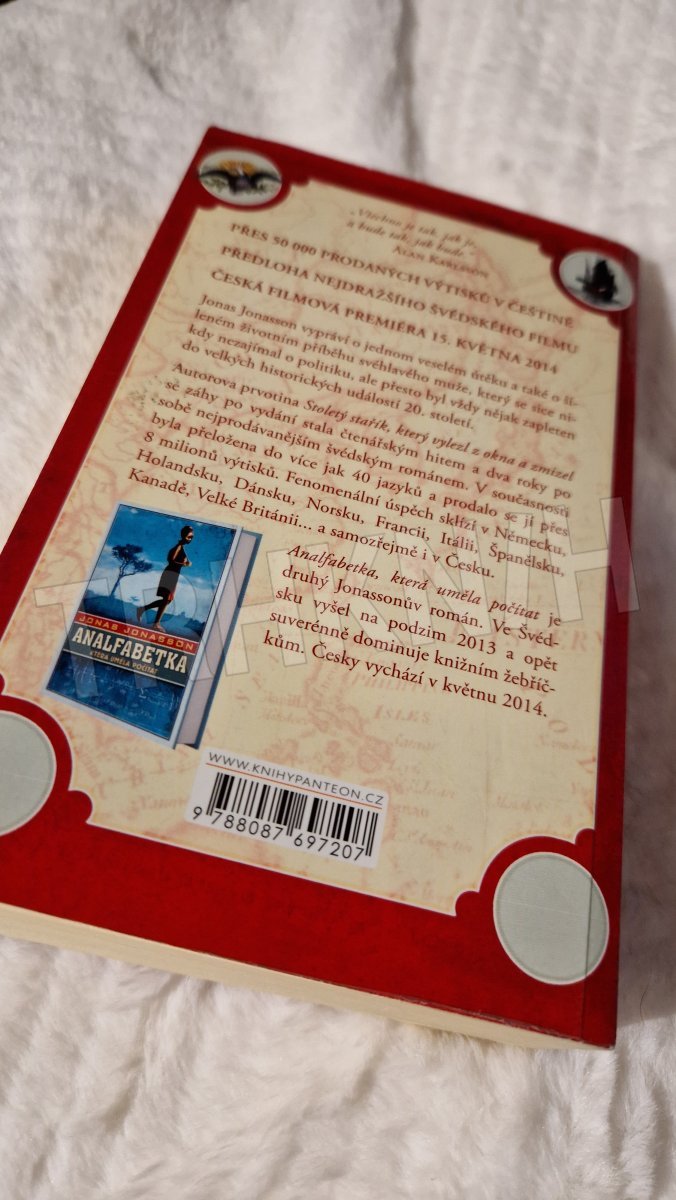 „Všechno je tak, jak je,
a bude tak, jak bude.“
Alan Karlsson
PŘES 50 000 PRODANÝCH VÝTISKŮ V ČEŠTINĚ
PŘEDLOHA NEJDRAŽŠÍHO ŠVÉDSKÉHO FILMU
ČESKÁ FILMOVÁ PREMIÉRA 15. KVĚTNA 2014
Jonas Jonasson vypráví o jednom veselém útěku a také o ší-
leném životním příběhu svéhlavého muže, který se sice ni-
kdy nezajímal o politiku, ale přesto byl vždy nějak zapleten
do velkých historických událostí 20. století.
Autorova prvotina Stoletý stařík, který vylezl z okna a zmizel
se záhy po vydání stala čtenářským hitem a dva roky po
sobě nejprodávanějším švédským románem. V současnosti
byla přeložena do více jak 40 jazyků a prodalo se jí přes
8 milionů výtisků. Fenomenální úspěch sklízí v Německu,
Holandsku, Dánsku, Norsku, Francii, Itálii, Španělsku,
Kanadě, Velké Británii... a samozřejmě i v Česku.
Analfabetka, která uměla počítat je
druhý Jonassonův román. Ve Švéd-
sku vyšel na podzim 2013 a opět
suverénně dominuje knižním žebříč-
kům. Česky vychází v květnu 2014.
JONAS JONASSON
ANALFABETKA
KTERÁ UMĚLA POČÍTAT
WWW.KNIHYPANTEON.CZ
9 788087 697207
TRHKNIH
ISLES